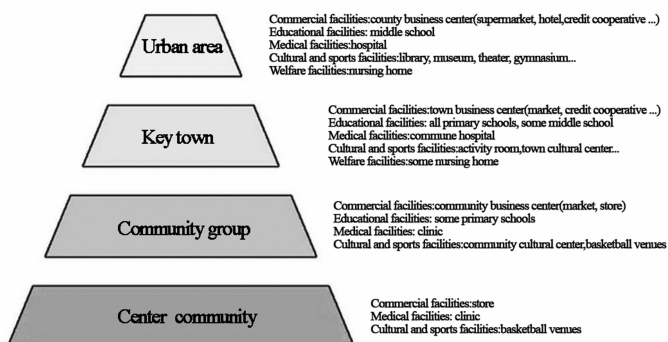 Urban area
Commercial facilities:county business center(supermarket, hotel,credit cooperative ...)
Educational facilities: middle school
Medical facilities:hospital
Cultural and sports facilities:library, museum, theater, gymnasium...
Welfare facilities:nursing home
Key town
Commercial facilities:town business center(market, credit cooperative ...)
Educational facilities: all primary schools, some middle school
Medical facilities:commune hospital
Cultural and sports facilities:activity room,town cultural center...
Welfare facilities:some nursing home
Community group
Commercial facilities:community business center(market, store)
Educational facilities: some primary schools
Medical facilities: clinic
Cultural and sports facilities:community cultural center,basketball venues
Center community
Commercial facilities:store
Medical facilities: clinic
Cultural and sports facilities:basketball venues